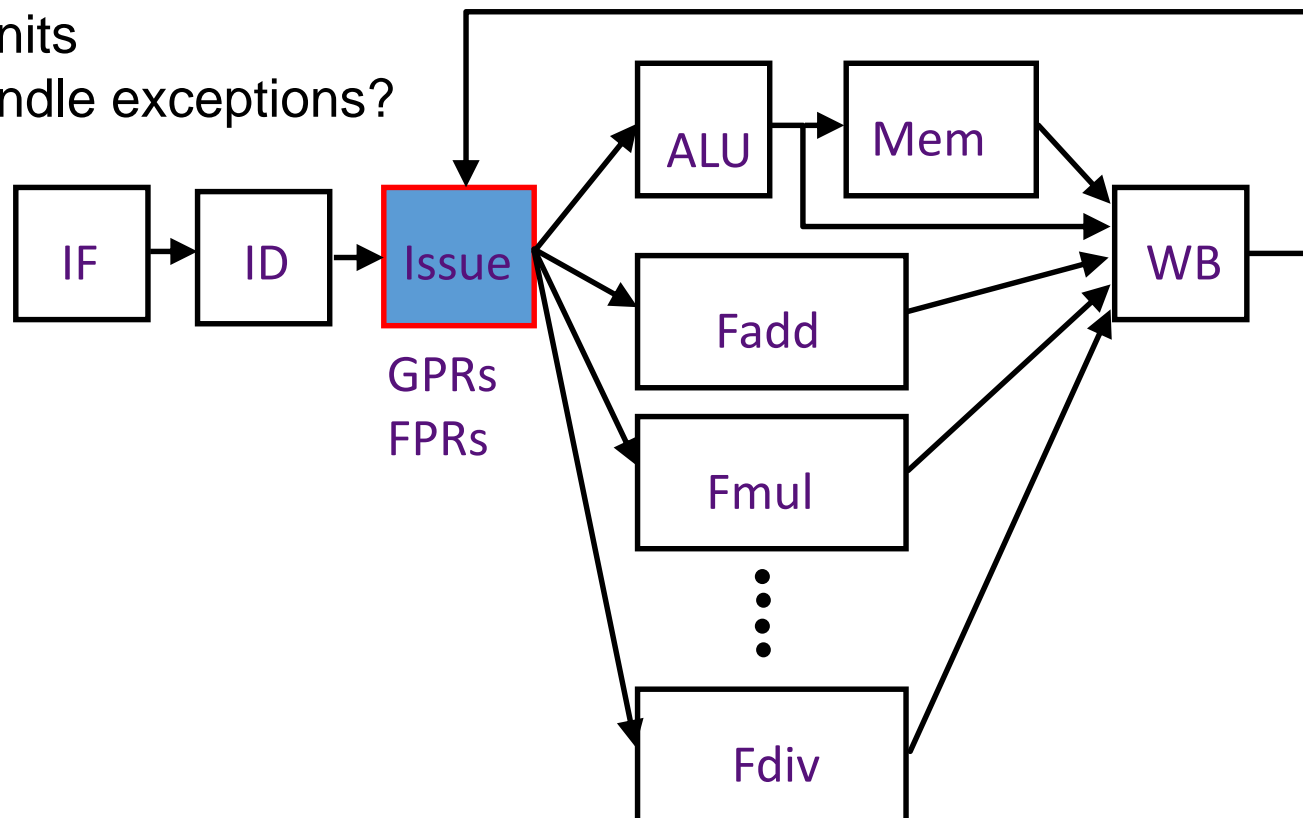 nits
ndle exceptions?
ALU
Mem
IF
ID
Issue
WB
GPRs
FPRs
Fadd
Fmul
Fdiv